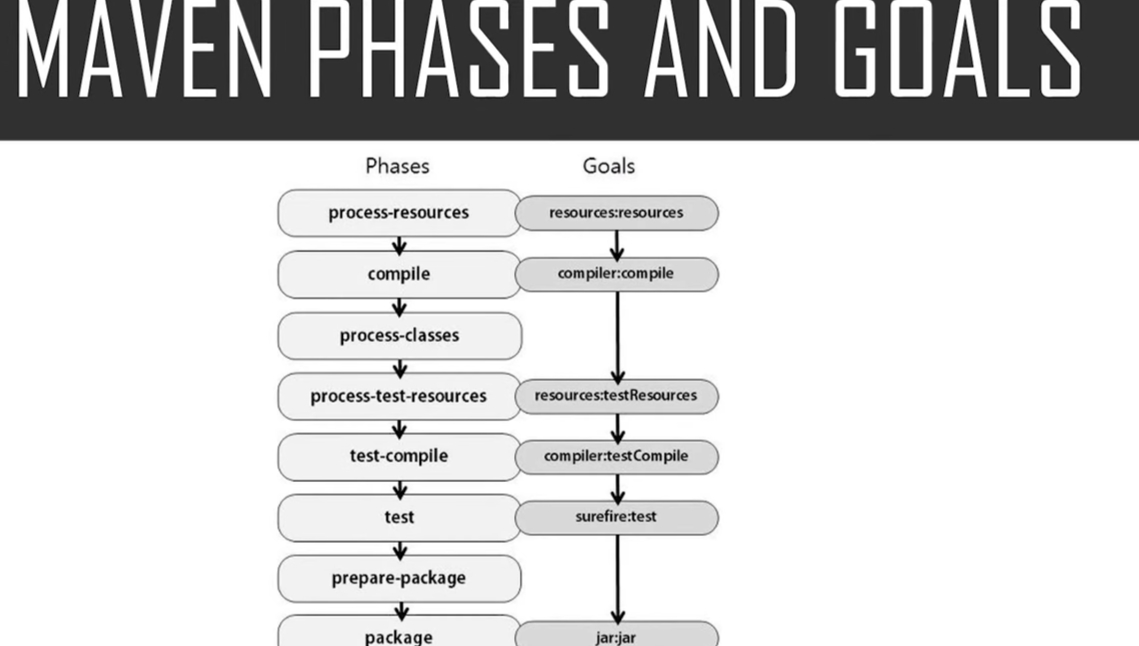 MAVEN PHASES AND GOALS
Phases Goals
process-resources resources:resources
compile compiler:compile
process-classes
process-test-resources resources:testResources
test-compile compiler:testCompile
test surefire:test
prepare-package
package jar:jar